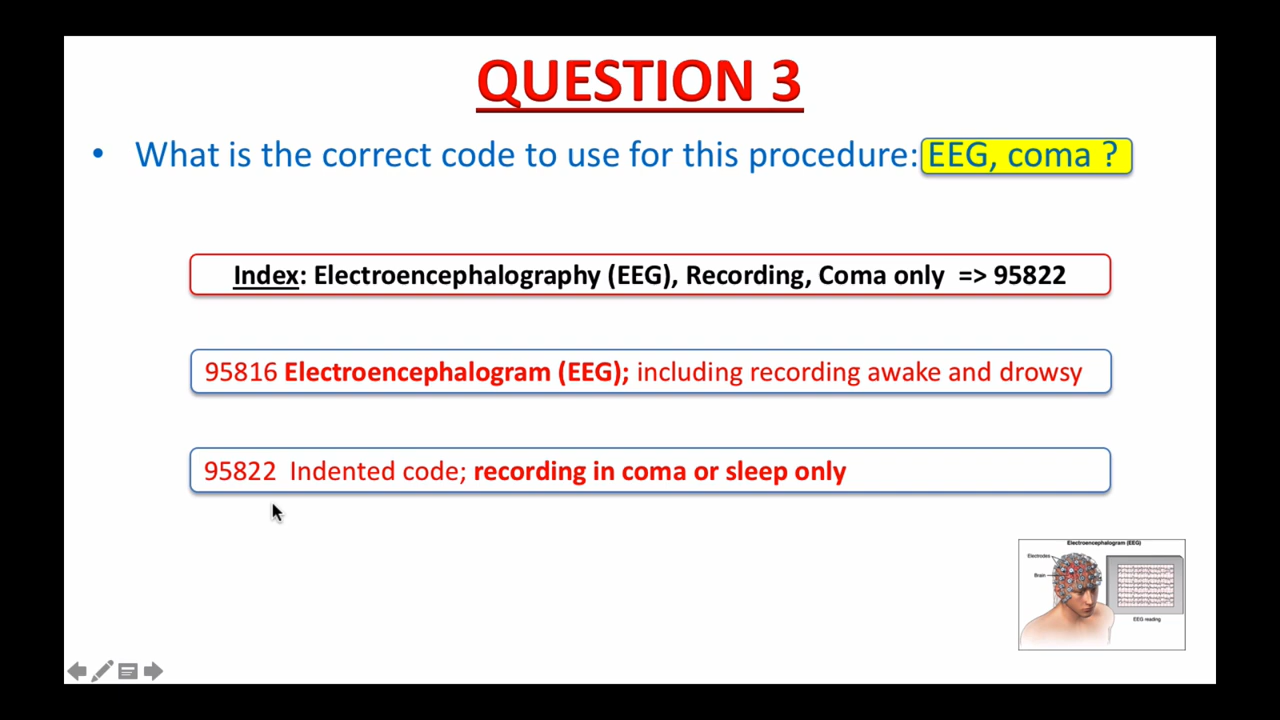 QUESTION 3
• What is the correct code to use for this procedure: EEG, coma ?
Index: Electroencephalography (EEG), Recording, Coma only => 95822
95816 Electroencephalogram (EEG); including recording awake and drowsy
95822 Indented code; recording in coma or sleep only
Electroencephalogram (EEG)
Electrodes
Brain
EEG reading